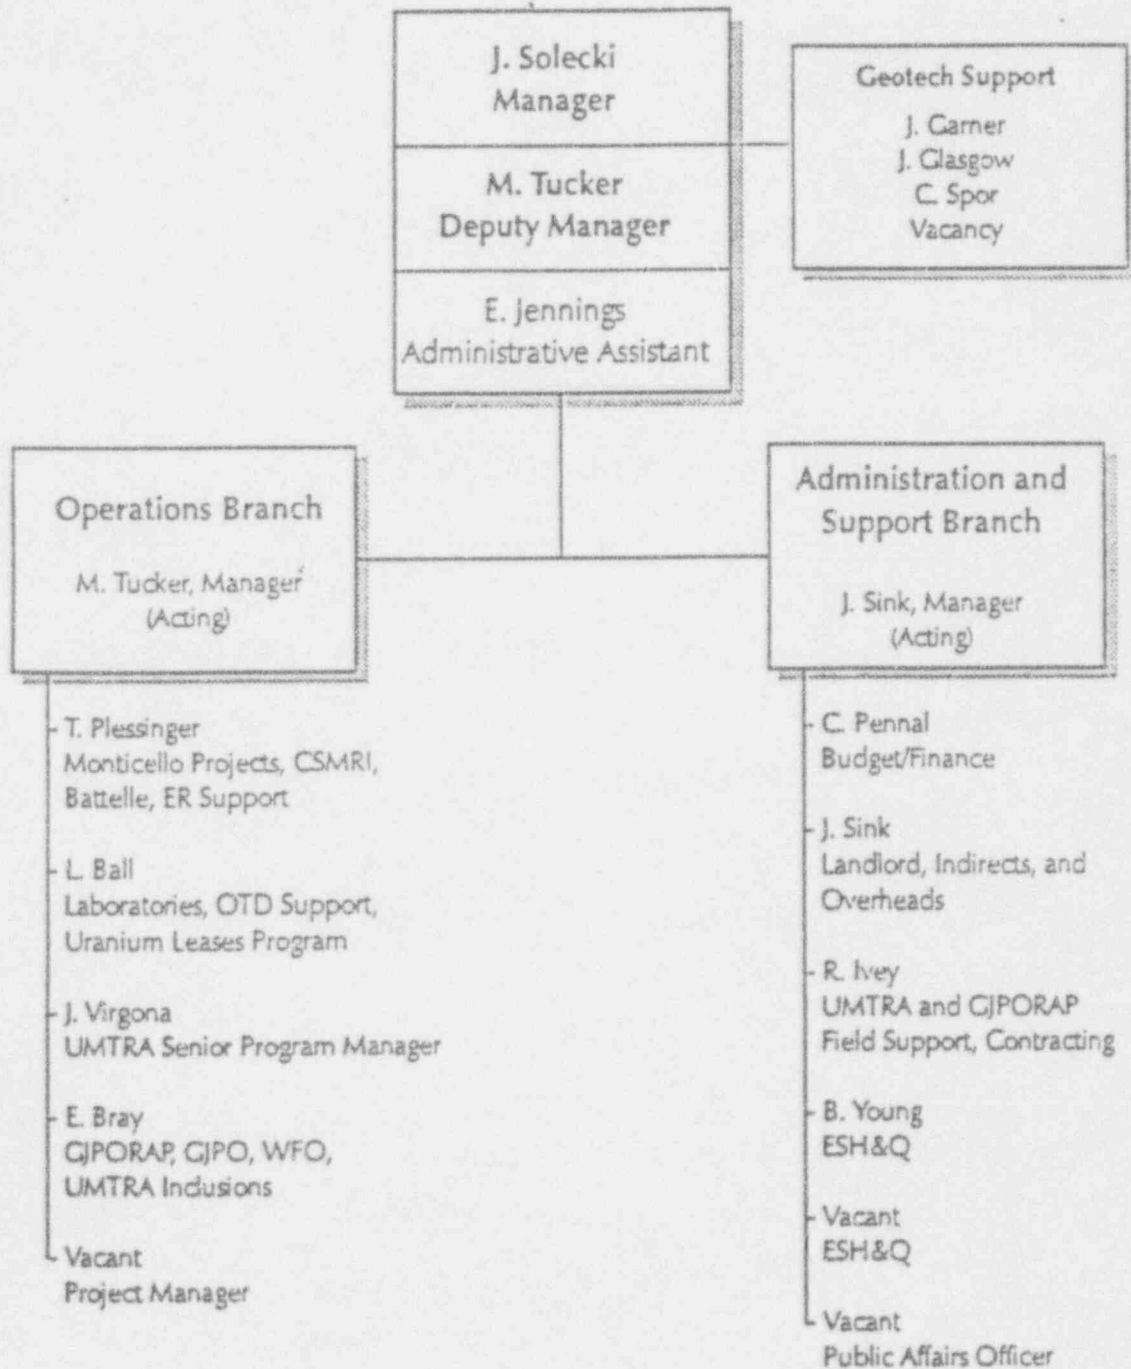 J. Solecki
Manager
M. Tucker
Deputy Manager
E. Jennings
Administrative Assistant
Geotech Support
J. Garner
J. Glasgow
C. Spor
Vacancy
Operations Branch
M. Tucker, Manager
(Acting)
Administration and
Support Branch
J. Sink, Manager
(Acting)
T. Plessinger
Monticello Projects, CSMRI,
Battelle, ER Support
L. Ball
Laboratories, OTD Support,
Uranium Leases Program
J. Virgona
UMTRA Senior Program Manager
E. Bray
GJPORAP, GJPO, WFO,
UMTRA Inclusions
Vacant
Project Manager
C. Pennal
Budget/Finance
J. Sink
Landlord, Indirects, and
Overheads
R. Ivey
UMTRA and GJPORAP
Field Support, Contracting
B. Young
ESH&Q
Vacant
ESH&Q
Vacant
Public Affairs Officer